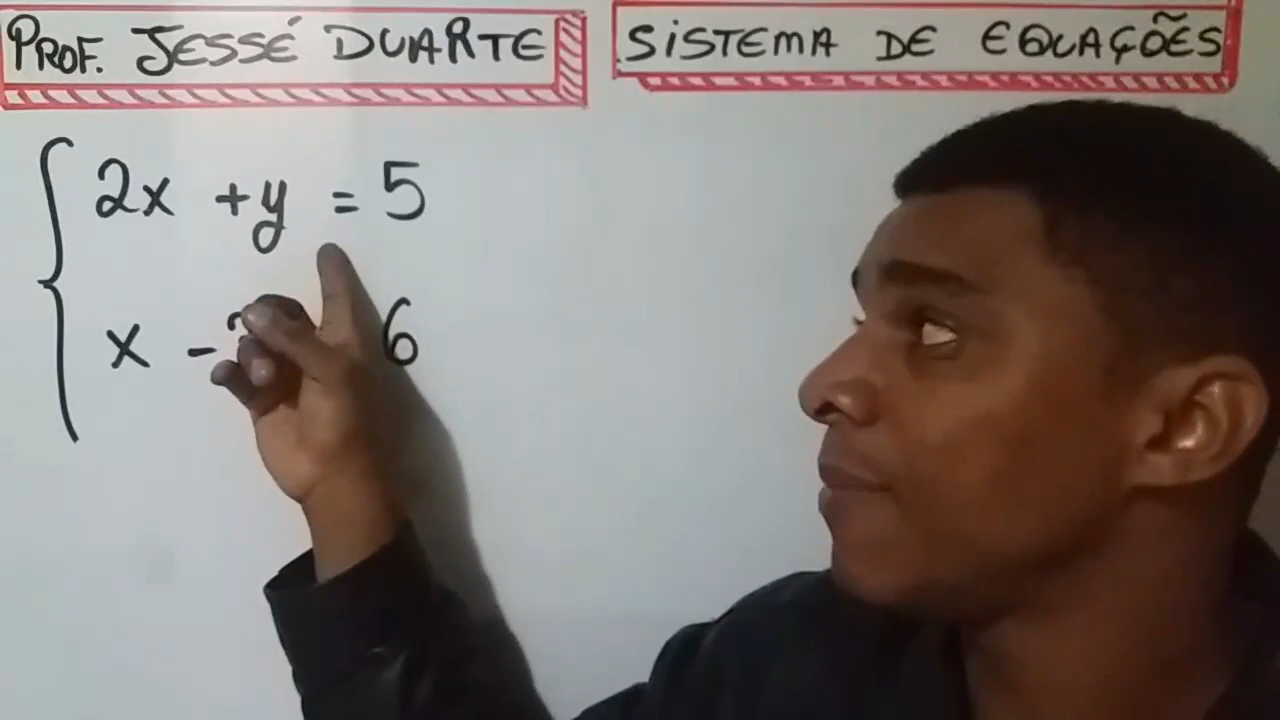 PROF. JESSÉ DUARTE
SISTEMA DE EQUAÇÕES
2x + y = 5
x - 6